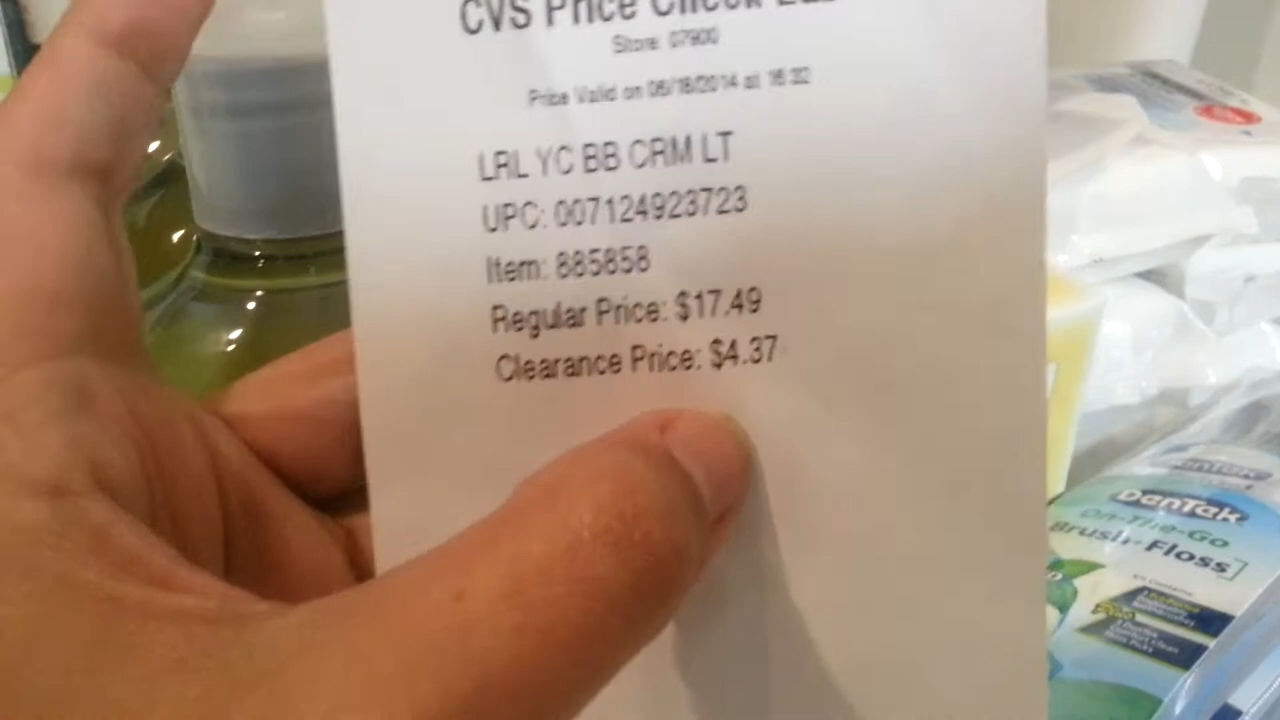 CVS Price Check
Store: 07900
Price Valid on 06/18/2014 at 16:32
LRL YC BB CRM LT
UPC: 007124923723
Item: 885858
Regular Price: $17.49
Clearance Price: $4.37
DenTek
DenTek
On-The-Go
Brush Floss